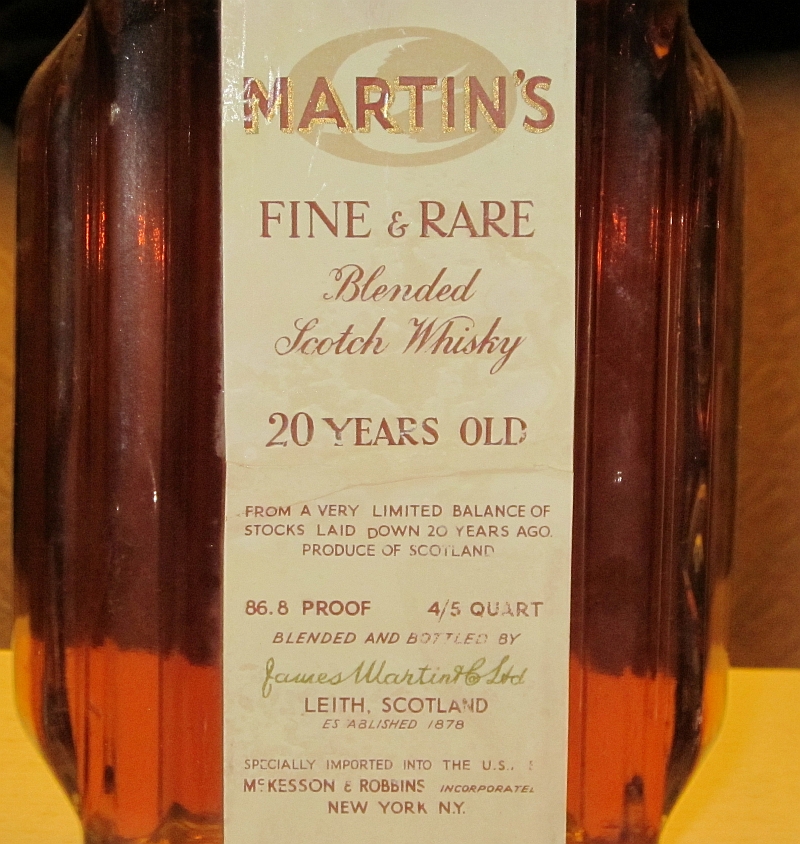 MARTIN'S
FINE & RARE
Blended
Scotch Whisky
20 YEARS OLD
FROM A VERY LIMITED BALANCE OF
STOCKS LAID DOWN 20 YEARS AGO.
PRODUCE OF SCOTLAND
86.8 PROOF 4/5 QUART
BLENDED AND BOTTLED BY
James Martin & Co Ltd
LEITH, SCOTLAND
ES ABLISHED 1878
SPECIALLY IMPORTED INTO THE U.S.
McKESSON & ROBBINS INCORPORATED
NEW YORK N.Y.